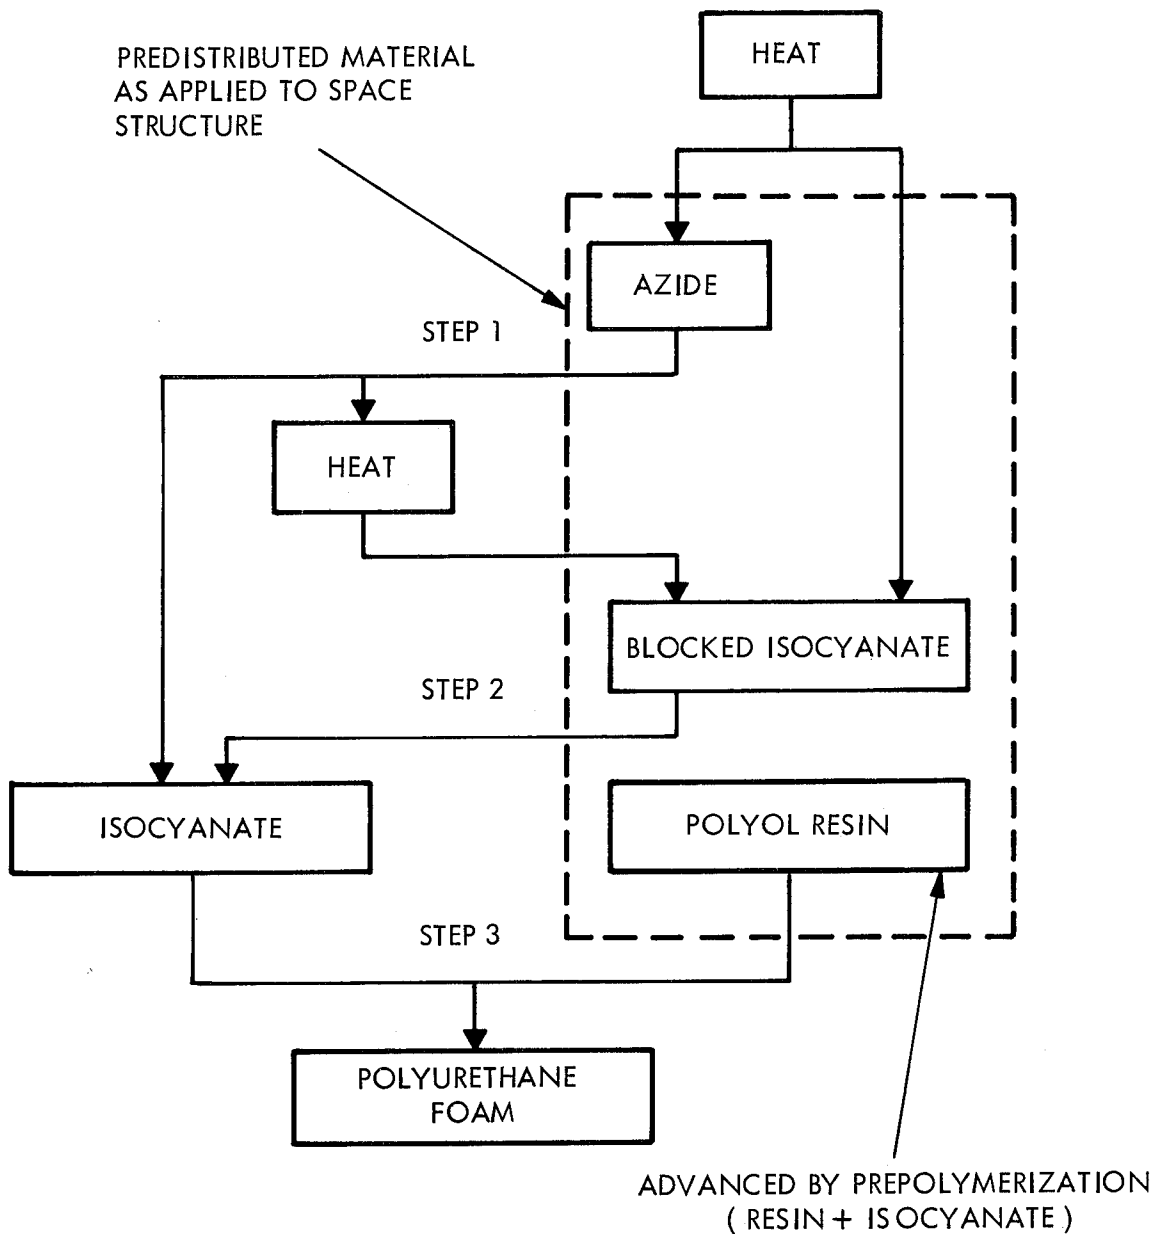 PREDISTRIBUTED MATERIAL
AS APPLIED TO SPACE
STRUCTURE
HEAT
AZIDE
STEP 1
HEAT
BLOCKED ISOCYANATE
STEP 2
ISOCYANATE
POLYOL RESIN
STEP 3
POLYURETHANE
FOAM
ADVANCED BY PREPOLYMERIZATION
( RESIN + ISOCYANATE )